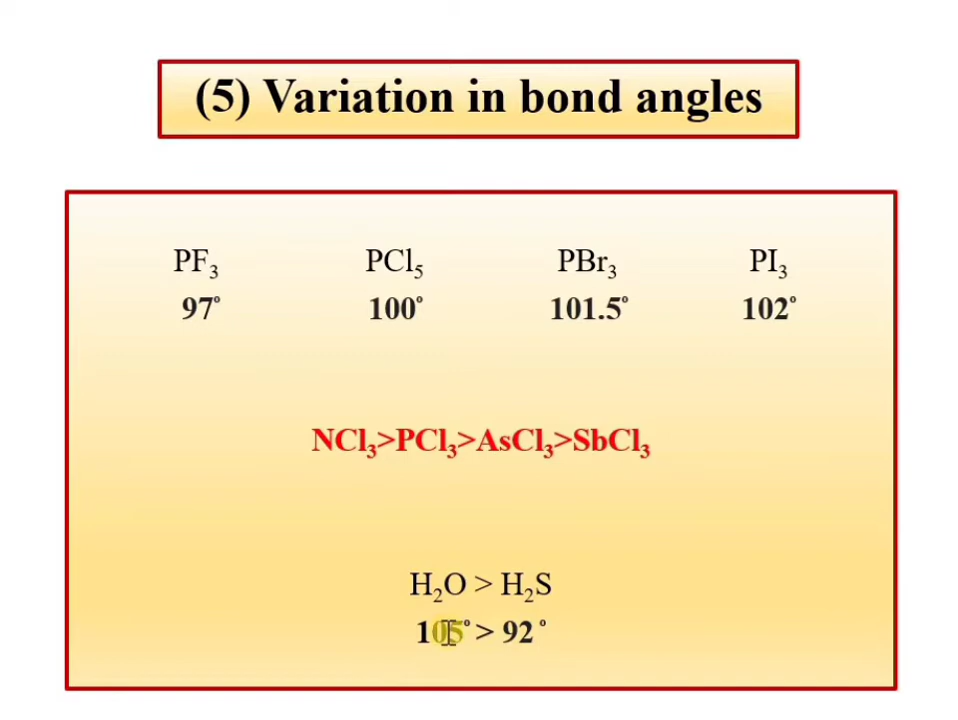 (5) Variation in bond angles
PF₃ PCl₅ PBr₃ PI₃
97° 100° 101.5° 102°
NCl₃>PCl₃>AsCl₃>SbCl₃
H₂O > H₂S
105° > 92°